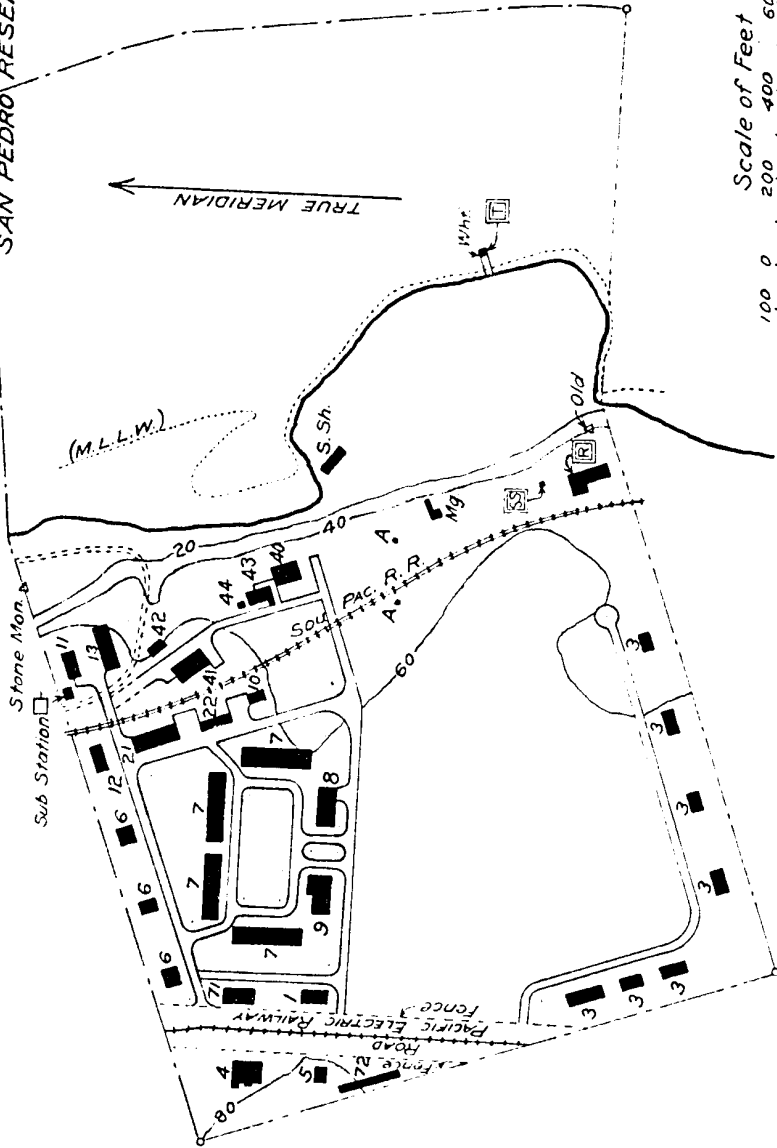 SAN PEDRO RESE
Stone Mon.
Sub Station
TRUE MERIDIAN
(M.L.L.W.)
Whf.
T
S. Sh.
Old
R
SS
Mg
20
40
A
A
SOU. PAC. R. R.
60
11
13
42
44
43
40
12
21
22
41
10
6
6
6
7
7
7
7
8
9
71
1
PACIFIC ELECTRIC RAILWAY
ROAD
Fence
Fence
4
5
72
80
3
3
3
3
3
3
3
Scale of Feet
100 0 200 400 60